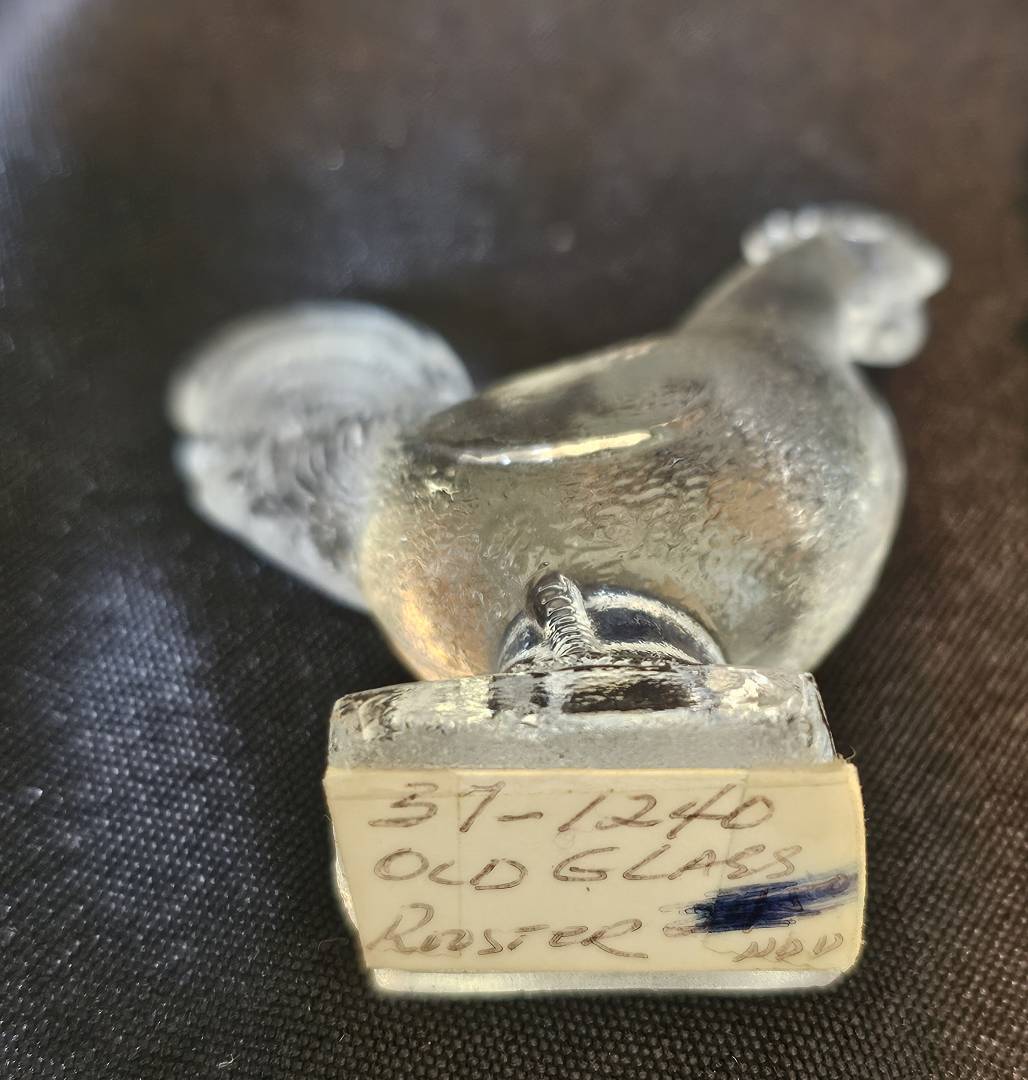 37-1240
OLD GLASS
ROOSTER